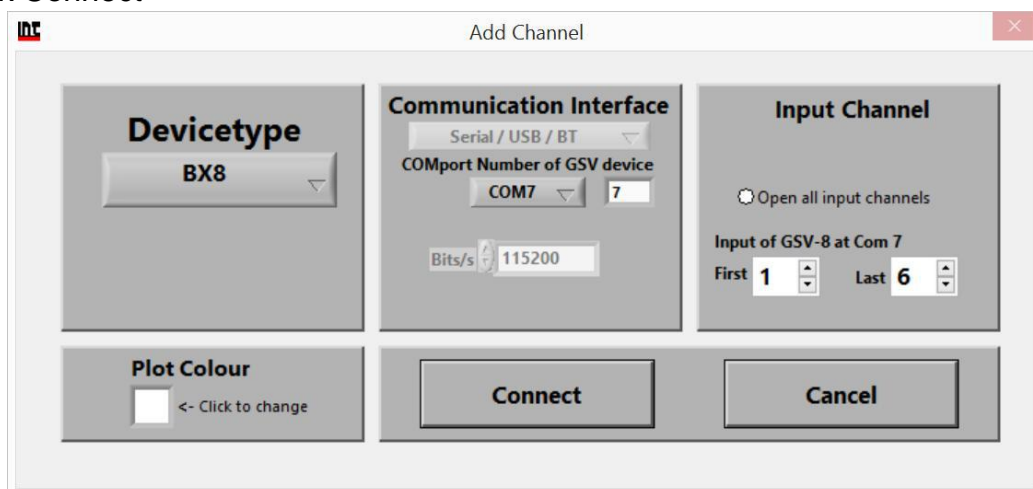 Connect
Add Channel
Devicetype
BX8
Communication Interface
Serial / USB / BT
COMport Number of GSV device
COM7 7
Bits/s 115200
Input Channel
Open all input channels
Input of GSV-8 at Com 7
First 1 Last 6
Plot Colour
<- Click to change
Connect
Cancel